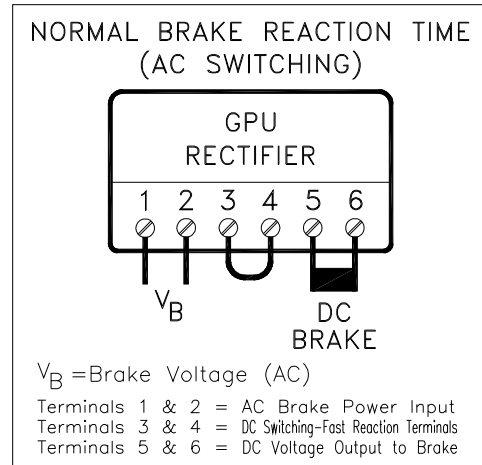 NORMAL BRAKE REACTION TIME
(AC SWITCHING)
GPU
RECTIFIER
1 2 3 4 5 6
VB
DC
BRAKE
VB =Brake Voltage (AC)
Terminals 1 & 2 = AC Brake Power Input
Terminals 3 & 4 = DC Switching-Fast Reaction Terminals
Terminals 5 & 6 = DC Voltage Output to Brake